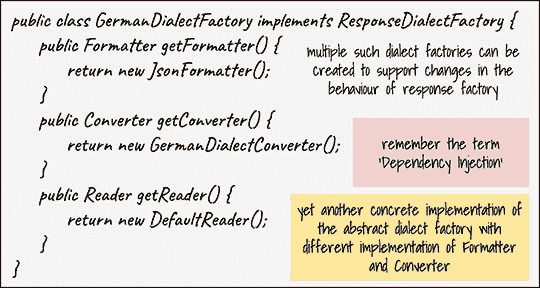 public class GermanDialectFactory implements ResponseDialectFactory {
public Formatter getFormatter() {
return new JsonFormatter();
}
public Converter getConverter() {
return new GermanDialectConverter();
}
public Reader getReader() {
return new DefaultReader();
}
}
multiple such dialect factories can be
created to support changes in the
behaviour of response factory
remember the term
'Dependency Injection'
yet another concrete implementation of
the abstract dialect factory with
different implementation of Formatter
and Converter